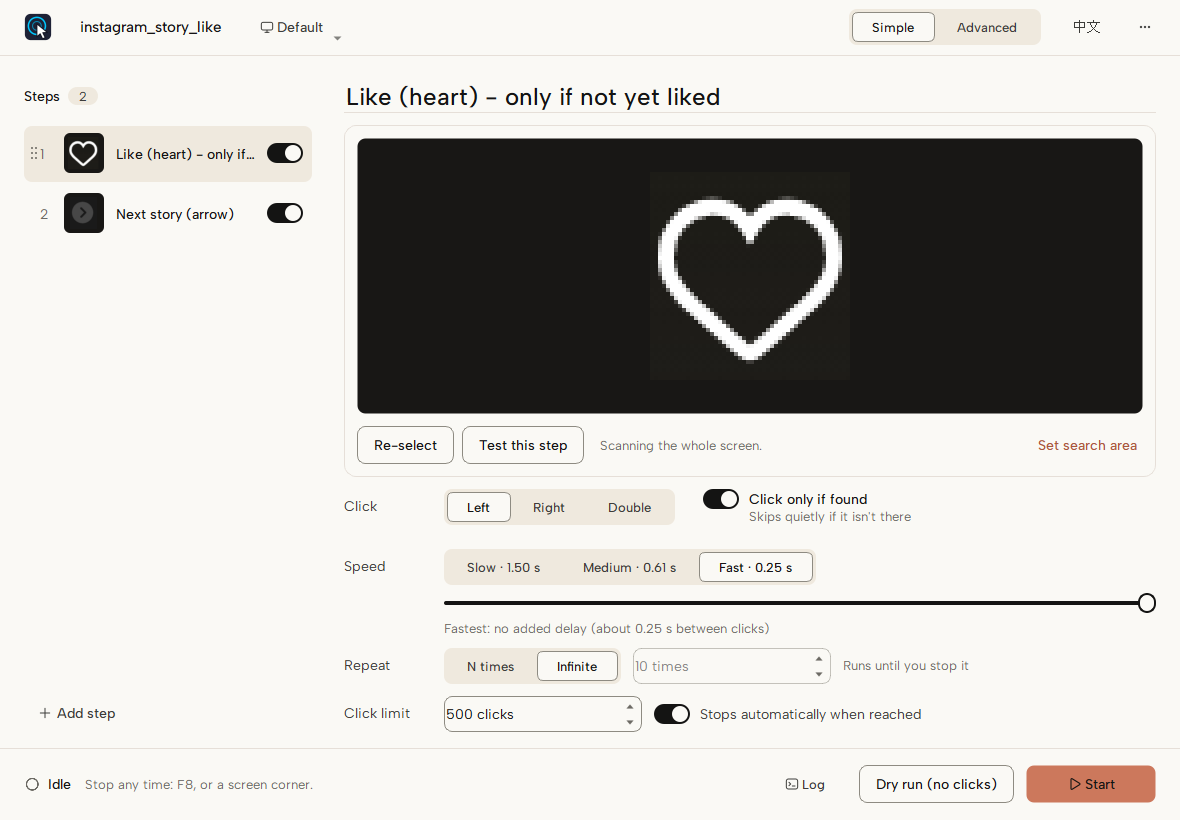 instagram_story_like
Default
Simple
Advanced
中文
...
Steps
2
Like (heart) – only if not yet liked
1
Like (heart) – only if…
2
Next story (arrow)
Re-select
Test this step
Scanning the whole screen.
Set search area
Click
Left
Right
Double
Click only if found
Skips quietly if it isn't there
Speed
Slow · 1.50 s
Medium · 0.61 s
Fast · 0.25 s
Fastest: no added delay (about 0.25 s between clicks)
Repeat
N times
Infinite
10 times
Runs until you stop it
+ Add step
Click limit
500 clicks
Stops automatically when reached
Idle
Stop any time: F8, or a screen corner.
Log
Dry run (no clicks)
Start